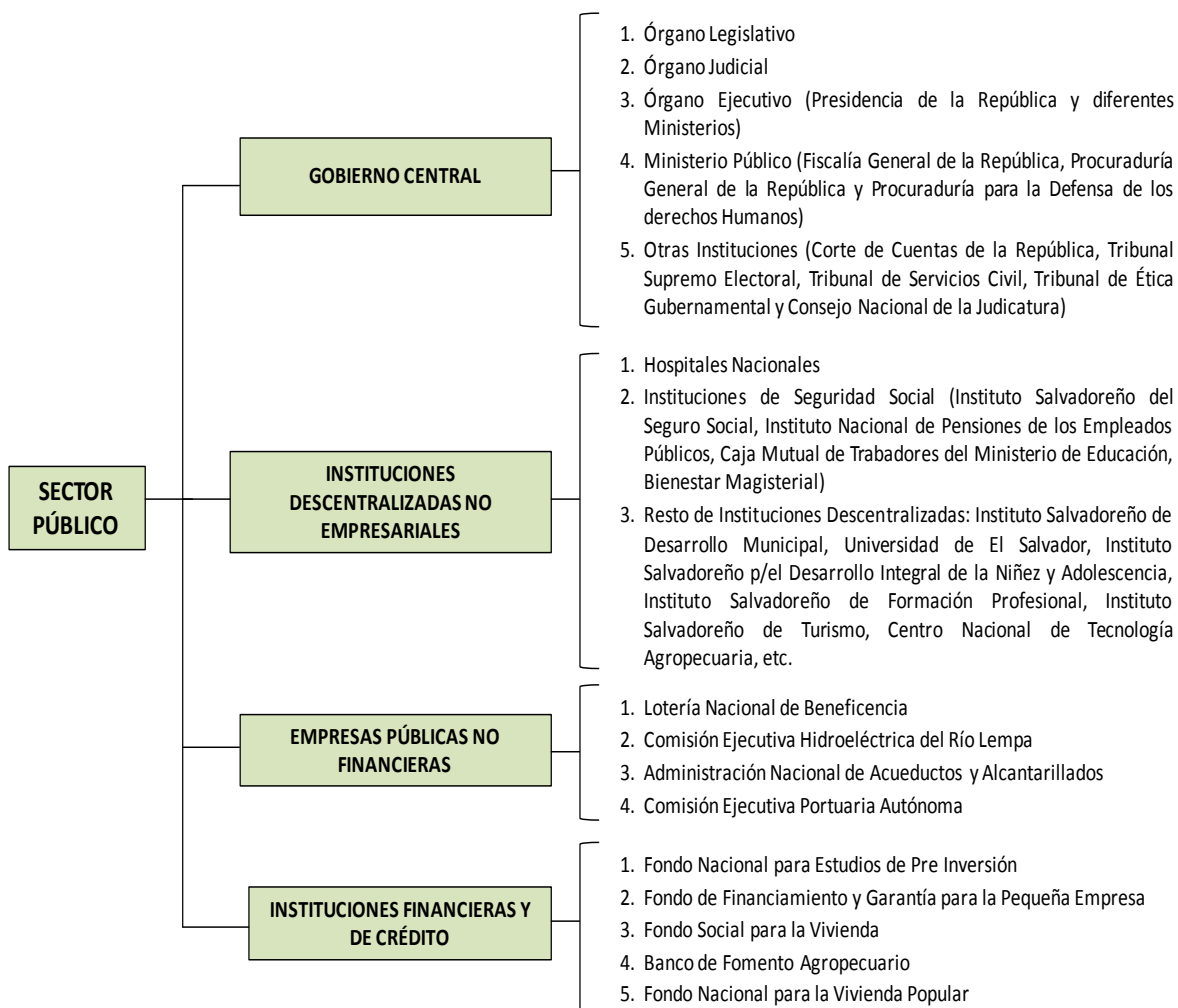 SECTOR
PÚBLICO
GOBIERNO CENTRAL
1. Órgano Legislativo
2. Órgano Judicial
3. Órgano Ejecutivo (Presidencia de la República y diferentes
Ministerios)
4. Ministerio Público (Fiscalía General de la República, Procuraduría
General de la República y Procuraduría para la Defensa de los
derechos Humanos)
5. Otras Instituciones (Corte de Cuentas de la República, Tribunal
Supremo Electoral, Tribunal de Servicios Civil, Tribunal de Ética
Gubernamental y Consejo Nacional de la Judicatura)
INSTITUCIONES
DESCENTRALIZADAS NO
EMPRESARIALES
1. Hospitales Nacionales
2. Instituciones de Seguridad Social (Instituto Salvadoreño del
Seguro Social, Instituto Nacional de Pensiones de los Empleados
Públicos, Caja Mutual de Trabadores del Ministerio de Educación,
Bienestar Magisterial)
3. Resto de Instituciones Descentralizadas: Instituto Salvadoreño de
Desarrollo Municipal, Universidad de El Salvador, Instituto
Salvadoreño p/el Desarrollo Integral de la Niñez y Adolescencia,
Instituto Salvadoreño de Formación Profesional, Instituto
Salvadoreño de Turismo, Centro Nacional de Tecnología
Agropecuaria, etc.
EMPRESAS PÚBLICAS NO
FINANCIERAS
1. Lotería Nacional de Beneficencia
2. Comisión Ejecutiva Hidroeléctrica del Río Lempa
3. Administración Nacional de Acueductos y Alcantarillados
4. Comisión Ejecutiva Portuaria Autónoma
INSTITUCIONES FINANCIERAS Y
DE CRÉDITO
1. Fondo Nacional para Estudios de Pre Inversión
2. Fondo de Financiamiento y Garantía para la Pequeña Empresa
3. Fondo Social para la Vivienda
4. Banco de Fomento Agropecuario
5. Fondo Nacional para la Vivienda Popular